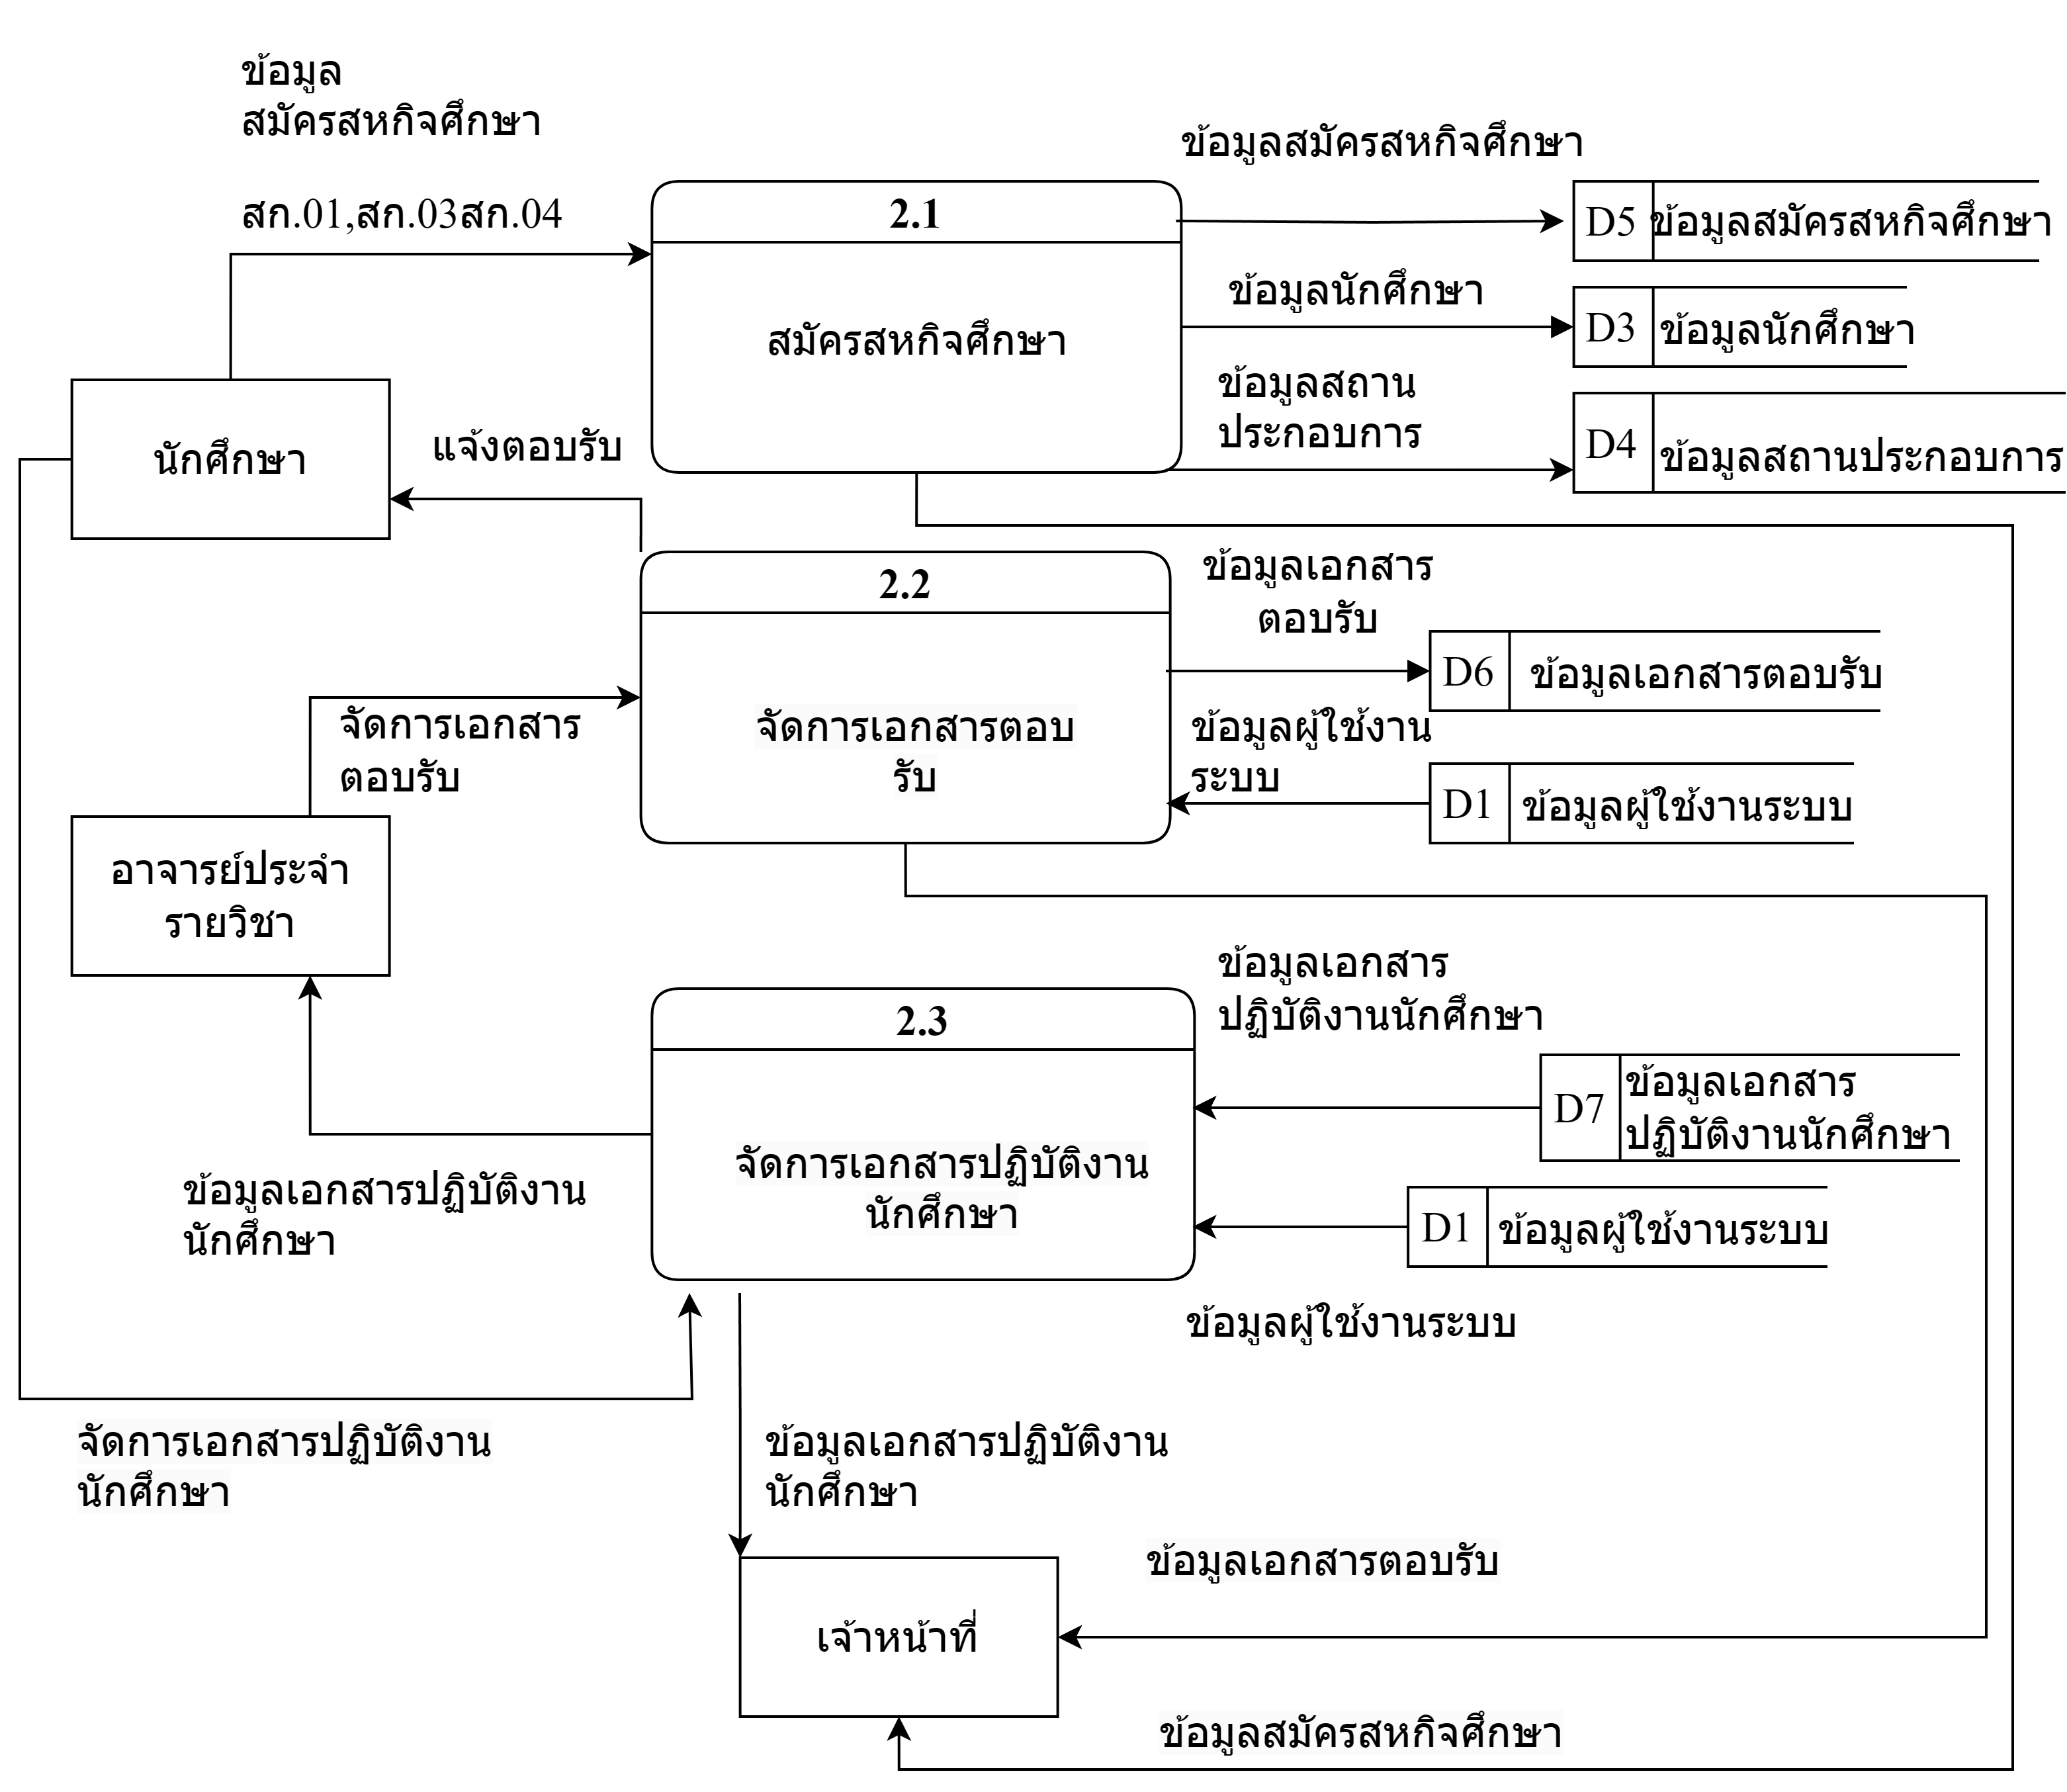 ข้อมูล
สมัครสหกิจศึกษา
สก.01,สก.03สก.04
2.1
สมัครสหกิจศึกษา
ข้อมูลสมัครสหกิจศึกษา
D5 ข้อมูลสมัครสหกิจศึกษา
ข้อมูลนักศึกษา
D3 ข้อมูลนักศึกษา
ข้อมูลสถาน
ประกอบการ
D4 ข้อมูลสถานประกอบการ
นักศึกษา
แจ้งตอบรับ
2.2
จัดการเอกสารตอบ
รับ
ข้อมูลเอกสาร
ตอบรับ
D6 ข้อมูลเอกสารตอบรับ
ข้อมูลผู้ใช้งาน
ระบบ
D1 ข้อมูลผู้ใช้งานระบบ
จัดการเอกสาร
ตอบรับ
อาจารย์ประจำ
รายวิชา
2.3
จัดการเอกสารปฏิบัติงาน
นักศึกษา
ข้อมูลเอกสาร
ปฏิบัติงานนักศึกษา
D7 ข้อมูลเอกสาร
ปฏิบัติงานนักศึกษา
D1 ข้อมูลผู้ใช้งานระบบ
ข้อมูลผู้ใช้งานระบบ
ข้อมูลเอกสารปฏิบัติงาน
นักศึกษา
จัดการเอกสารปฏิบัติงาน
นักศึกษา
ข้อมูลเอกสารปฏิบัติงาน
นักศึกษา
ข้อมูลเอกสารตอบรับ
เจ้าหน้าที่
ข้อมูลสมัครสหกิจศึกษา